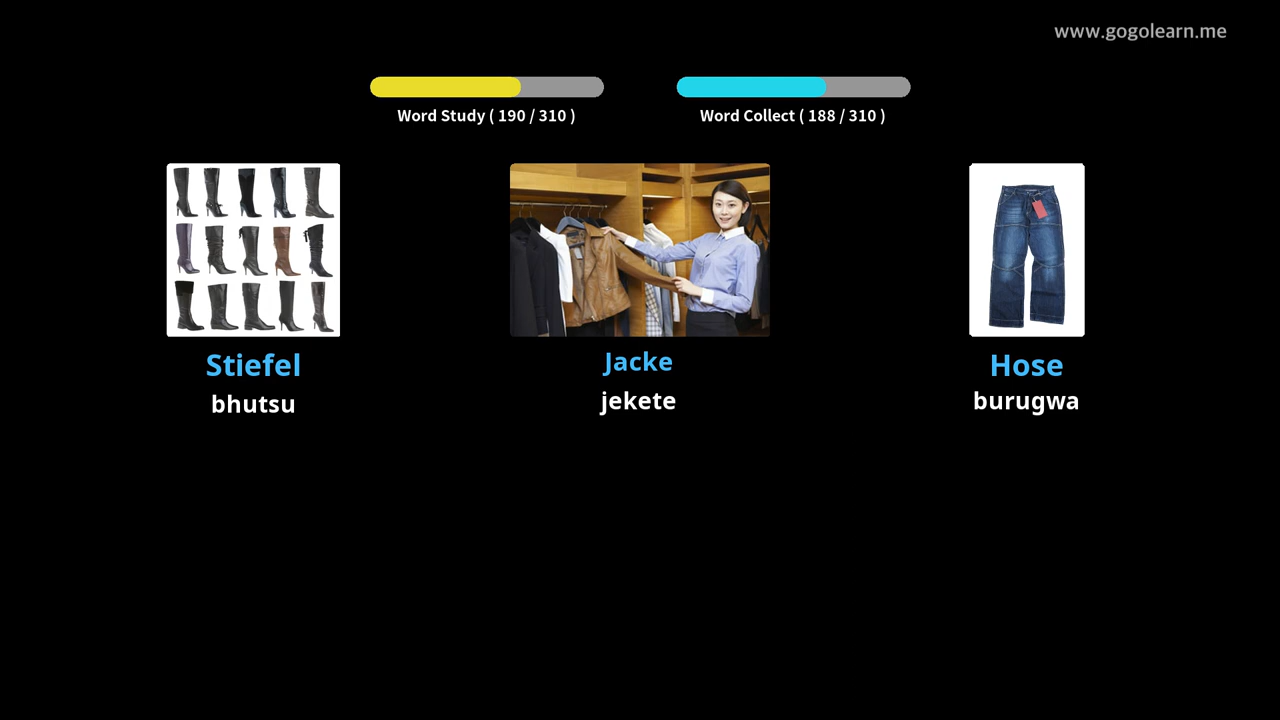 www.gogolearn.me
Word Study ( 190 / 310 )
Word Collect ( 188 / 310 )
Stiefel
bhutsu
Jacke
jekete
Hose
burugwa